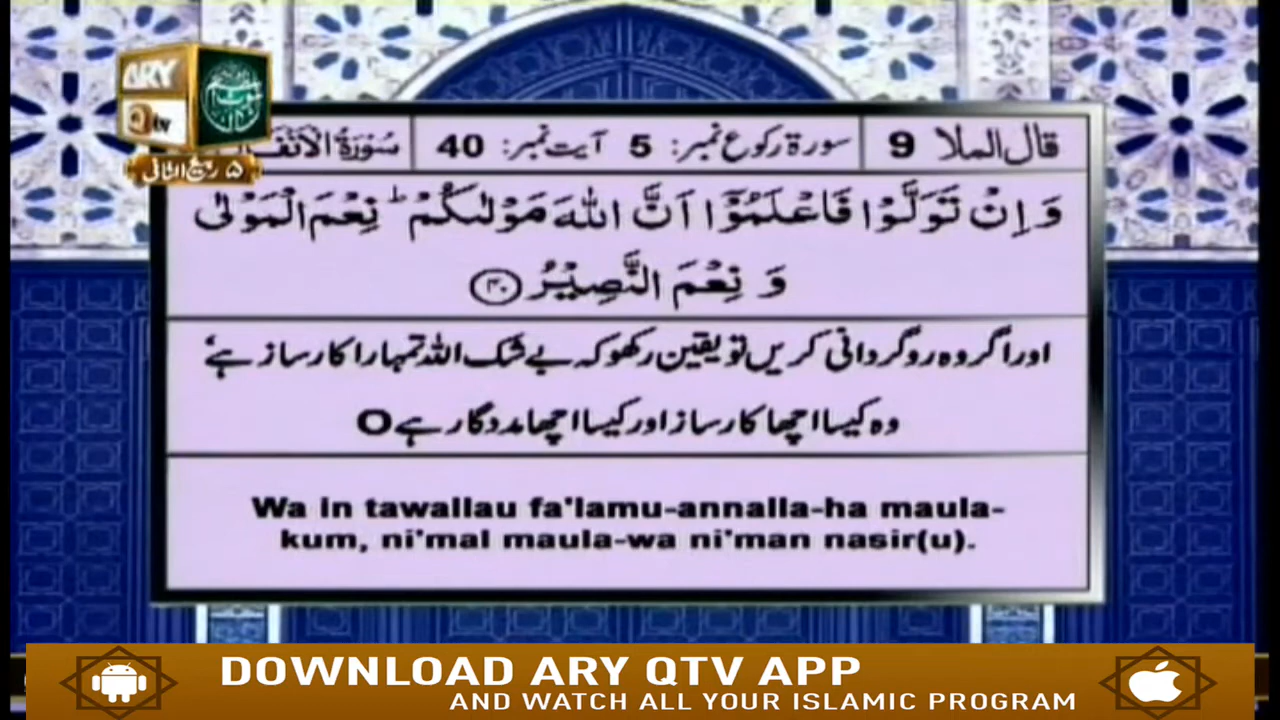 ARY
Qtv
۵ ربیع الثانی
قال الملا 9
سورۃ رکوع نمبر: 5 آیت نمبر: 40
سُوْرَةُ الْاَنْفَال
وَ اِنْ تَوَلَّوْا فَاعْلَمُوْۤا اَنَّ اللّٰهَ مَوْلٰىكُمْ ؕ نِعْمَ الْمَوْلٰى
وَ نِعْمَ النَّصِيْرُ ۴۰
اور اگر وہ روگردانی کریں تو یقین رکھو کہ بے شک اللہ تمہارا کارساز ہے'
وہ کیسا اچھا کارساز اور کیسا اچھا مددگار ہے O
Wa in tawallau fa'lamu-annalla-ha maula-
kum, ni'mal maula-wa ni'man nasir(u).
DOWNLOAD ARY QTV APP
AND WATCH ALL YOUR ISLAMIC PROGRAM